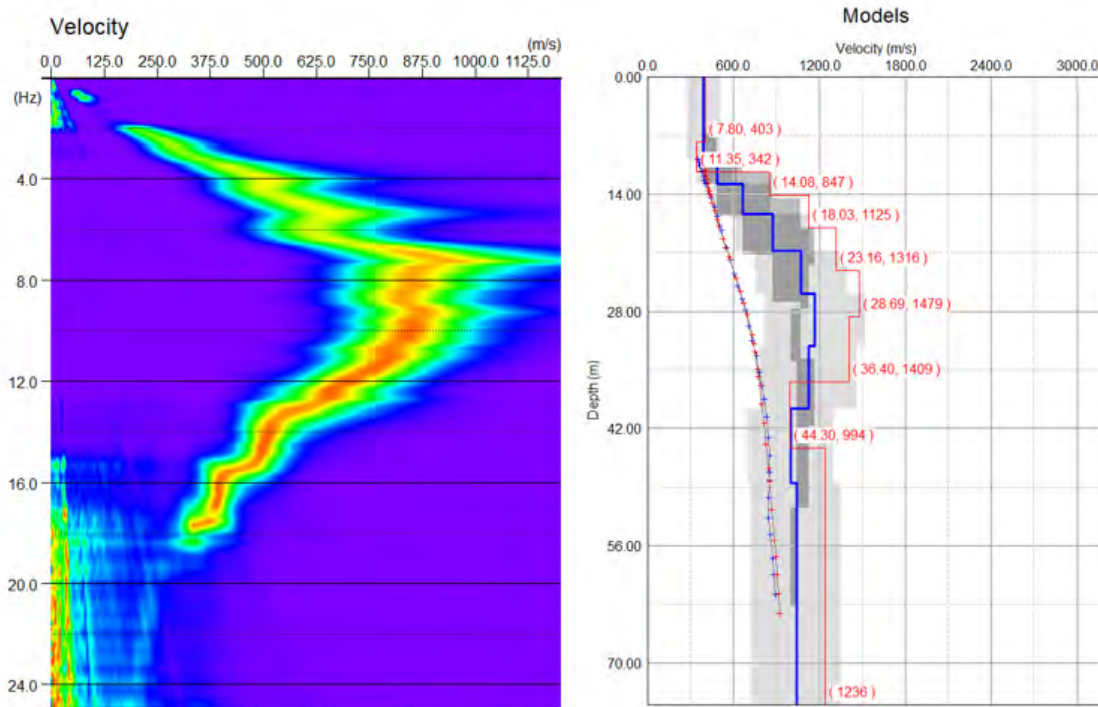 Velocity
(m/s)
0.0 125.0 250.0 375.0 500.0 625.0 750.0 875.0 1000.0 1125.0
(Hz)
4.0
8.0
12.0
16.0
20.0
24.0
Models
Velocity (m/s)
0.0 600.0 1200.0 1800.0 2400.0 3000.0
0.00
14.00
28.00
42.00
56.00
70.00
Depth (m)
( 7.80, 403 )
( 11.35, 342 )
( 14.08, 847 )
( 18.03, 1125 )
( 23.16, 1316 )
( 28.69, 1479 )
( 36.40, 1409 )
( 44.30, 994 )
( 1236 )